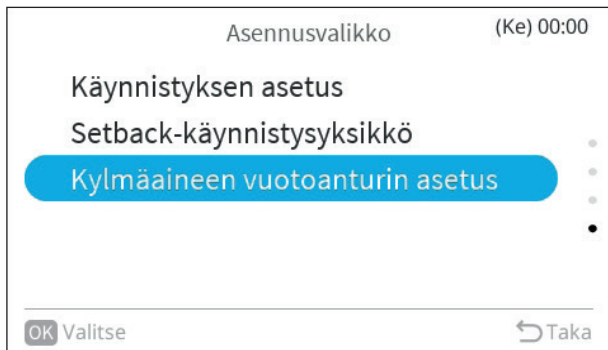 Asennusvalikko (Ke) 00:00
Käynnistyksen asetus
Setback-käynnistysyksikkö
Kylmäaineen vuotoanturin asetus
OK Valitse Taka